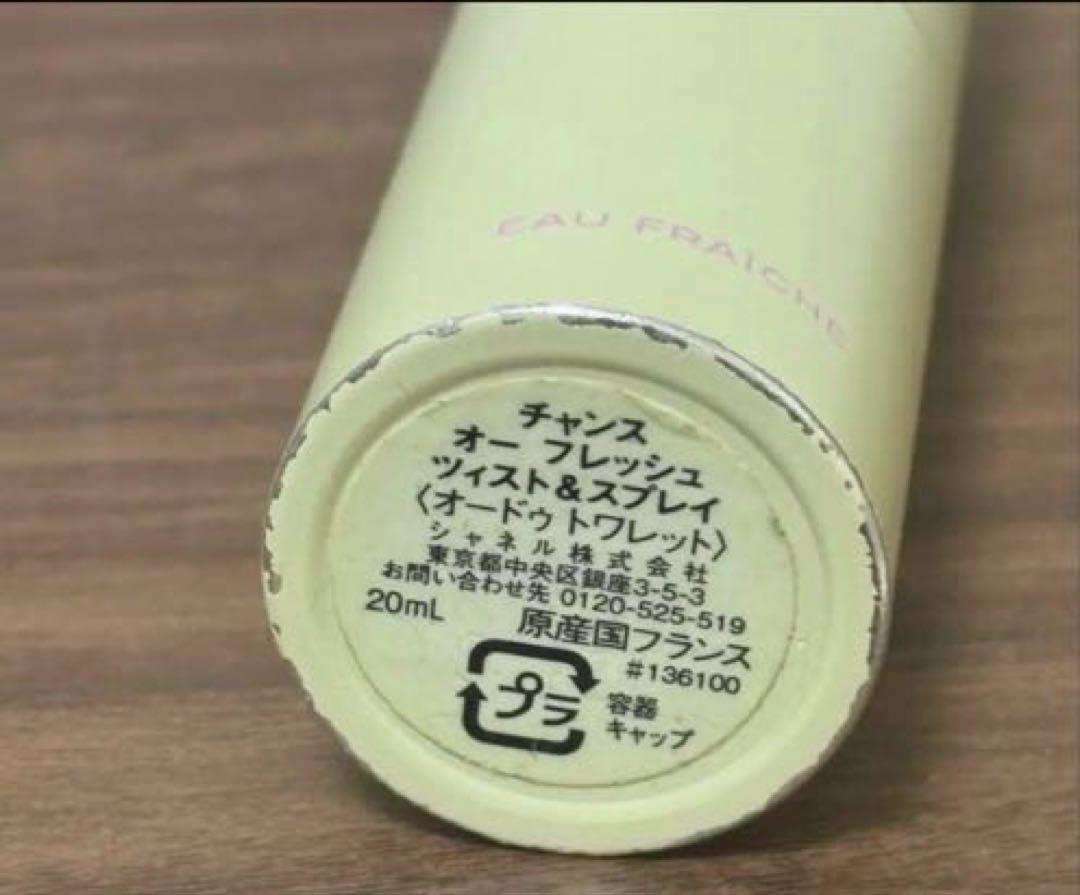 EAU FRAÎCHE
チャンス
オー フレッシュ
ツィスト&スプレイ
〈オードゥ トワレット〉
シャネル株式会社
東京都中央区銀座3-5-3
お問い合わせ先 0120-525-519
20mL 原産国フランス
#136100
プラ 容器
キャップ